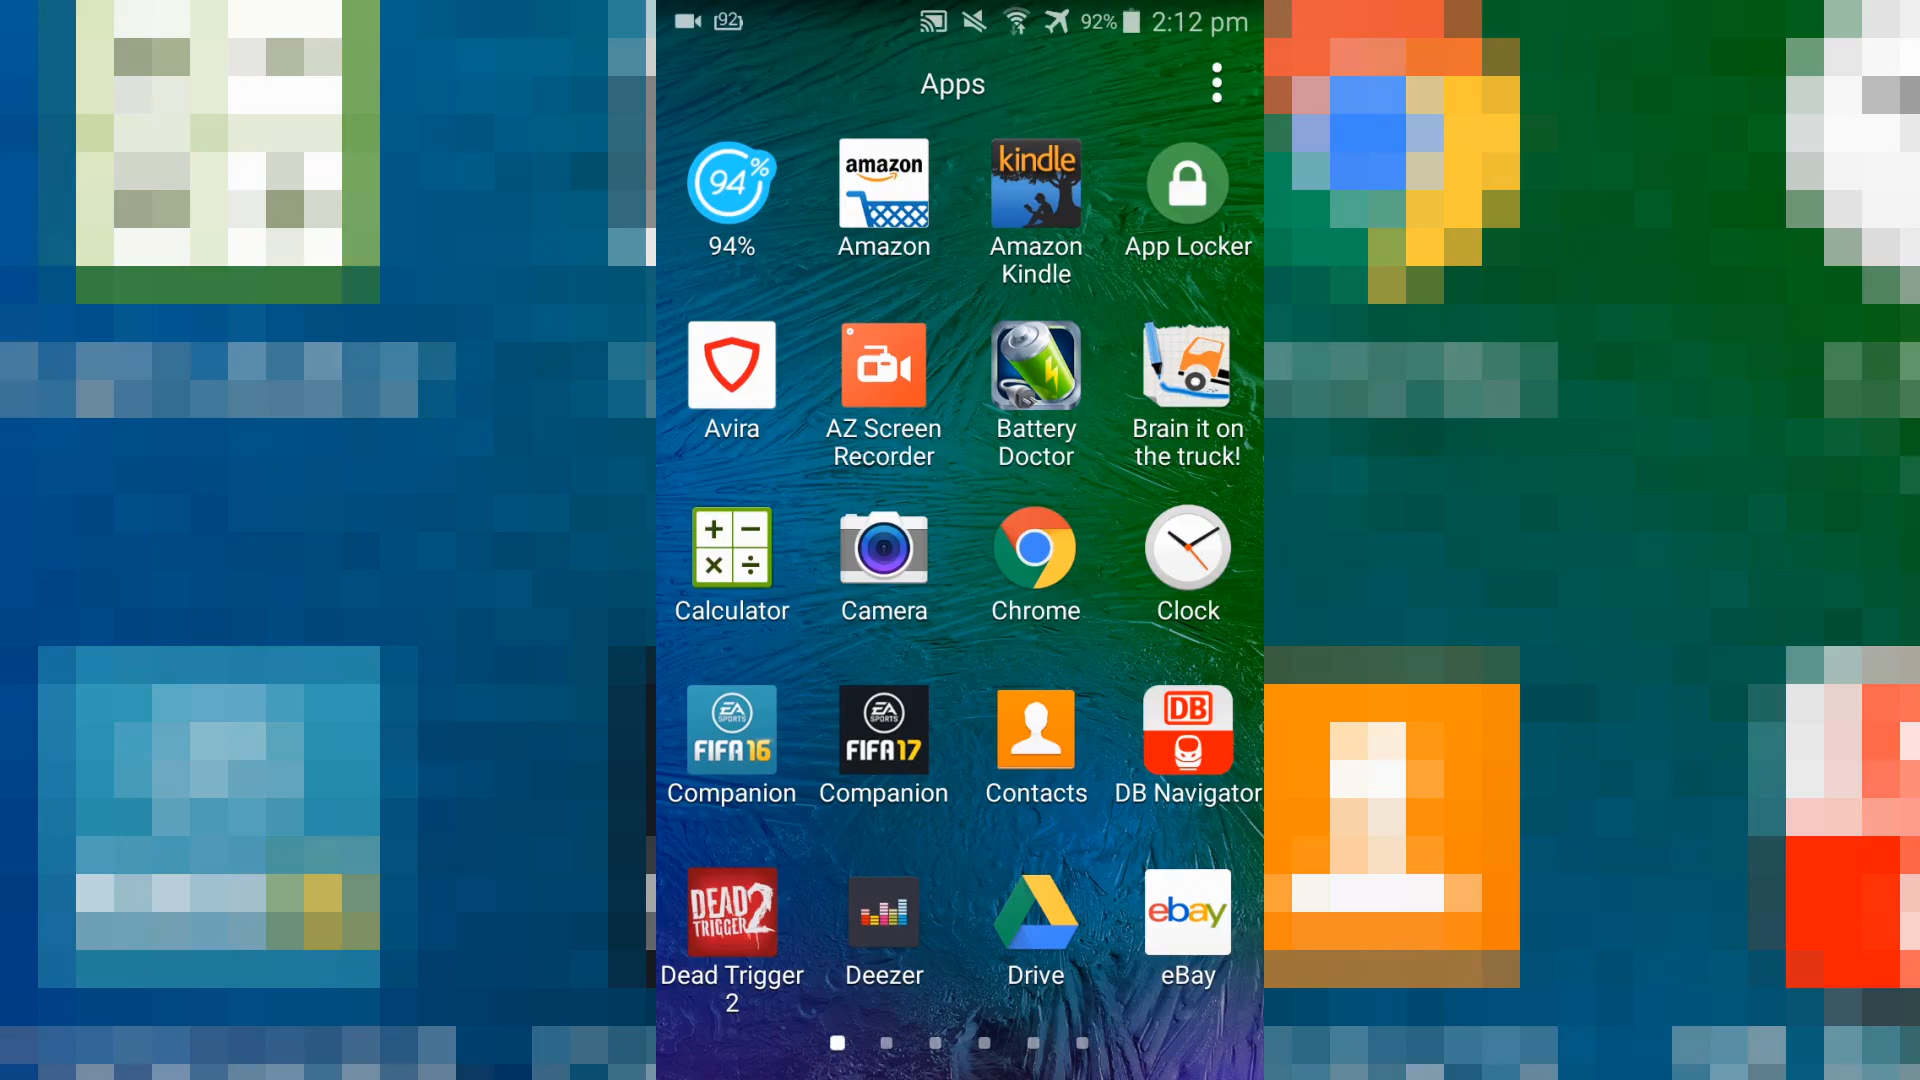 92
92%
2:12 pm
Apps
94%
amazon
kindle
94%
Amazon
Amazon
Kindle
App Locker
Avira
AZ Screen
Recorder
Battery
Doctor
Brain it on
the truck!
+ −
× ÷
Calculator
Camera
Chrome
Clock
EA
SPORTS
FIFA 16
EA
SPORTS
FIFA 17
DB
Companion
Companion
Contacts
DB Navigator
DEAD
TRIGGER 2
ebay
Dead Trigger
2
Deezer
Drive
eBay